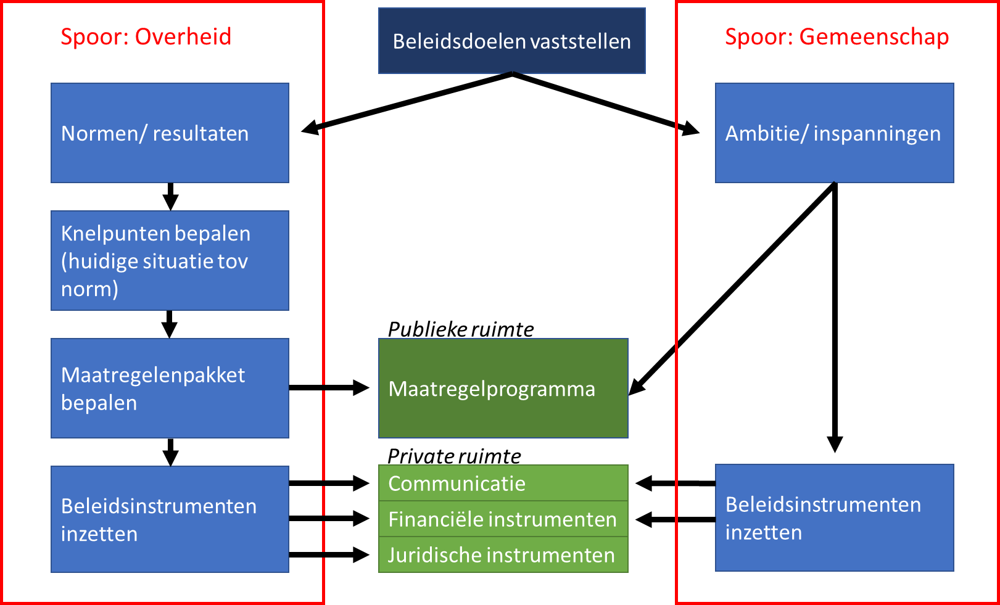 Spoor: Overheid
Beleidsdoelen vaststellen
Spoor: Gemeenschap
Normen/ resultaten
Ambitie/ inspanningen
Knelpunten bepalen
(huidige situatie tov
norm)
Publieke ruimte
Maatregelenpakket
bepalen
Maatregelprogramma
Private ruimte
Communicatie
Financiële instrumenten
Juridische instrumenten
Beleidsinstrumenten
inzetten
Beleidsinstrumenten
inzetten